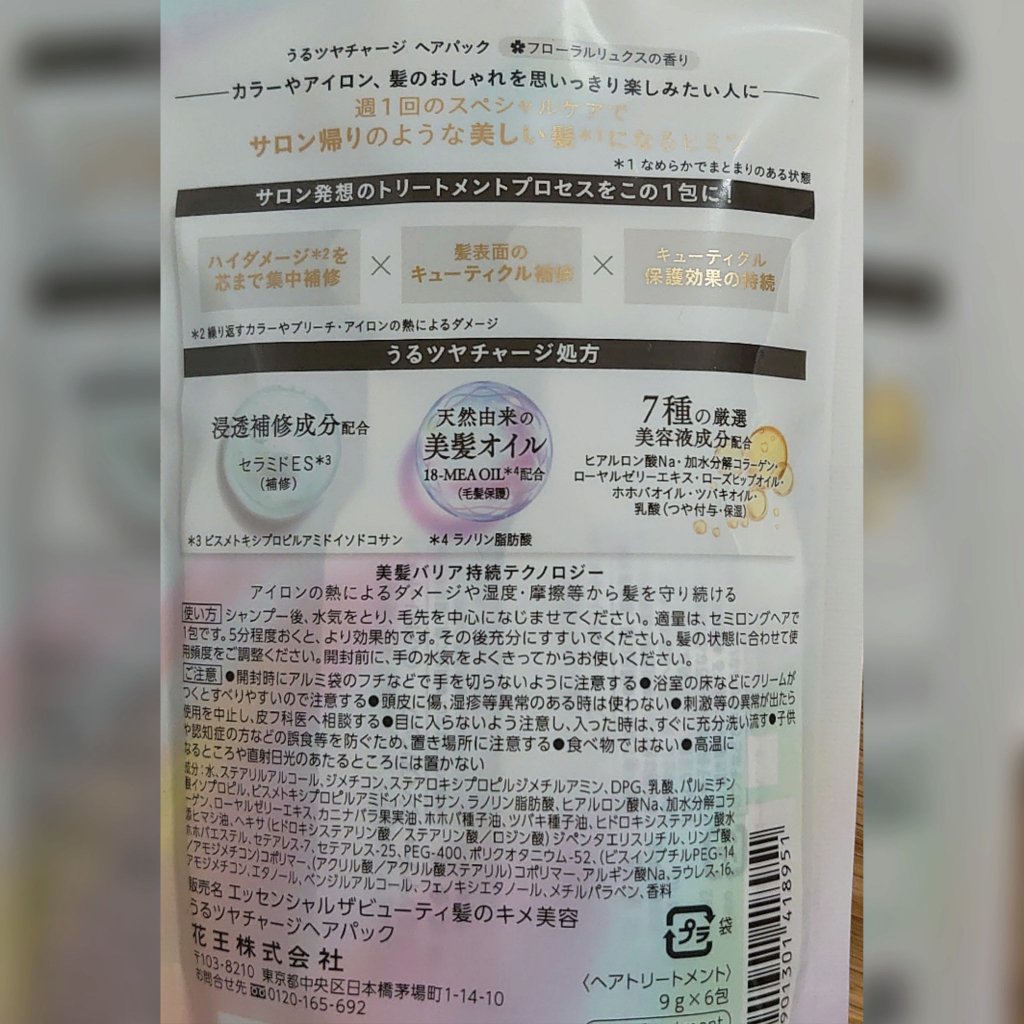 うるツヤチャージ ヘアパック ✿フローラルリュクスの香り
カラーやアイロン、髪のおしゃれを思いっきり楽しみたい人に
週1回のスペシャルケアで
サロン帰りのような美しい髪*1になるヒミツ
*1 なめらかでまとまりのある状態
サロン発想のトリートメントプロセスをこの1包に!
ハイダメージ*2を
芯まで集中補修
×
髪表面の
キューティクル補修
×
キューティクル
保護効果の持続
*2 繰り返すカラーやブリーチ・アイロンの熱によるダメージ
うるツヤチャージ処方
浸透補修成分配合
セラミドES*3
(補修)
天然由来の
美髪オイル
18-MEA OIL*4配合
(毛髪保護)
7種の厳選
美容液成分配合
ヒアルロン酸Na・加水分解コラーゲン・
ローヤルゼリーエキス・ローズヒップオイル・
ホホバオイル・ツバキオイル・
乳酸(つや付与・保湿)
*3 ビスメトキシプロピルアミドイソドコサン
*4 ラノリン脂肪酸
美髪バリア持続テクノロジー
アイロンの熱によるダメージや湿度・摩擦等から髪を守り続ける
使い方 シャンプー後、水気をとり、毛先を中心になじませてください。適量は、セミロングヘアで
1包です。5分程度おくと、より効果的です。その後充分にすすいでください。髪の状態に合わせて使
用頻度をご調整ください。開封前に、手の水気をよくきってからお使いください。
ご注意 ●開封時にアルミ袋のフチなどで手を切らないように注意する●浴室の床などにクリームが
つくとすべりやすいので注意する●頭皮に傷、湿疹等異常のある時は使わない●刺激等の異常が出たら
使用を中止し、皮フ科医へ相談する●目に入らないよう注意し、入った時は、すぐに充分洗い流す●子供
や認知症の方などの誤食等を防ぐため、置き場所に注意する●食べ物ではない●高温に
なるところや直射日光のあたるところには置かない
成分:水、ステアリルアルコール、ジメチコン、ステアロキシプロピルジメチルアミン、DPG、乳酸、パルミチン
酸イソプロピル、ビスメトキシプロピルアミドイソドコサン、ラノリン脂肪酸、ヒアルロン酸Na、加水分解コラ
ーゲン、ローヤルゼリーエキス、カニナバラ果実油、ホホバ種子油、ツバキ種子油、ヒドロキシステアリン酸水
添ヒマシ油、ヘキサ(ヒドロキシステアリン酸/ステアリン酸/ロジン酸)ジペンタエリスリチル、リンゴ酸、
ホホバエステル、セテアレス-7、セテアレス-25、PEG-400、ポリクオタニウム-52、(ビスイソブチルPEG-14
/アモジメチコン)コポリマー、(アクリル酸/アクリル酸ステアリル)コポリマー、アルギン酸Na、ラウレス-16、
アモジメチコン、エタノール、ベンジルアルコール、フェノキシエタノール、メチルパラベン、香料
販売名 エッセンシャルザビューティ髪のキメ美容
うるツヤチャージヘアパック
花王株式会社
〒103-8210 東京都中央区日本橋茅場町1-14-10
お問合せ先 0120-165-692
プラ 袋
〈ヘアトリートメント〉
9g×6包
901301 418951